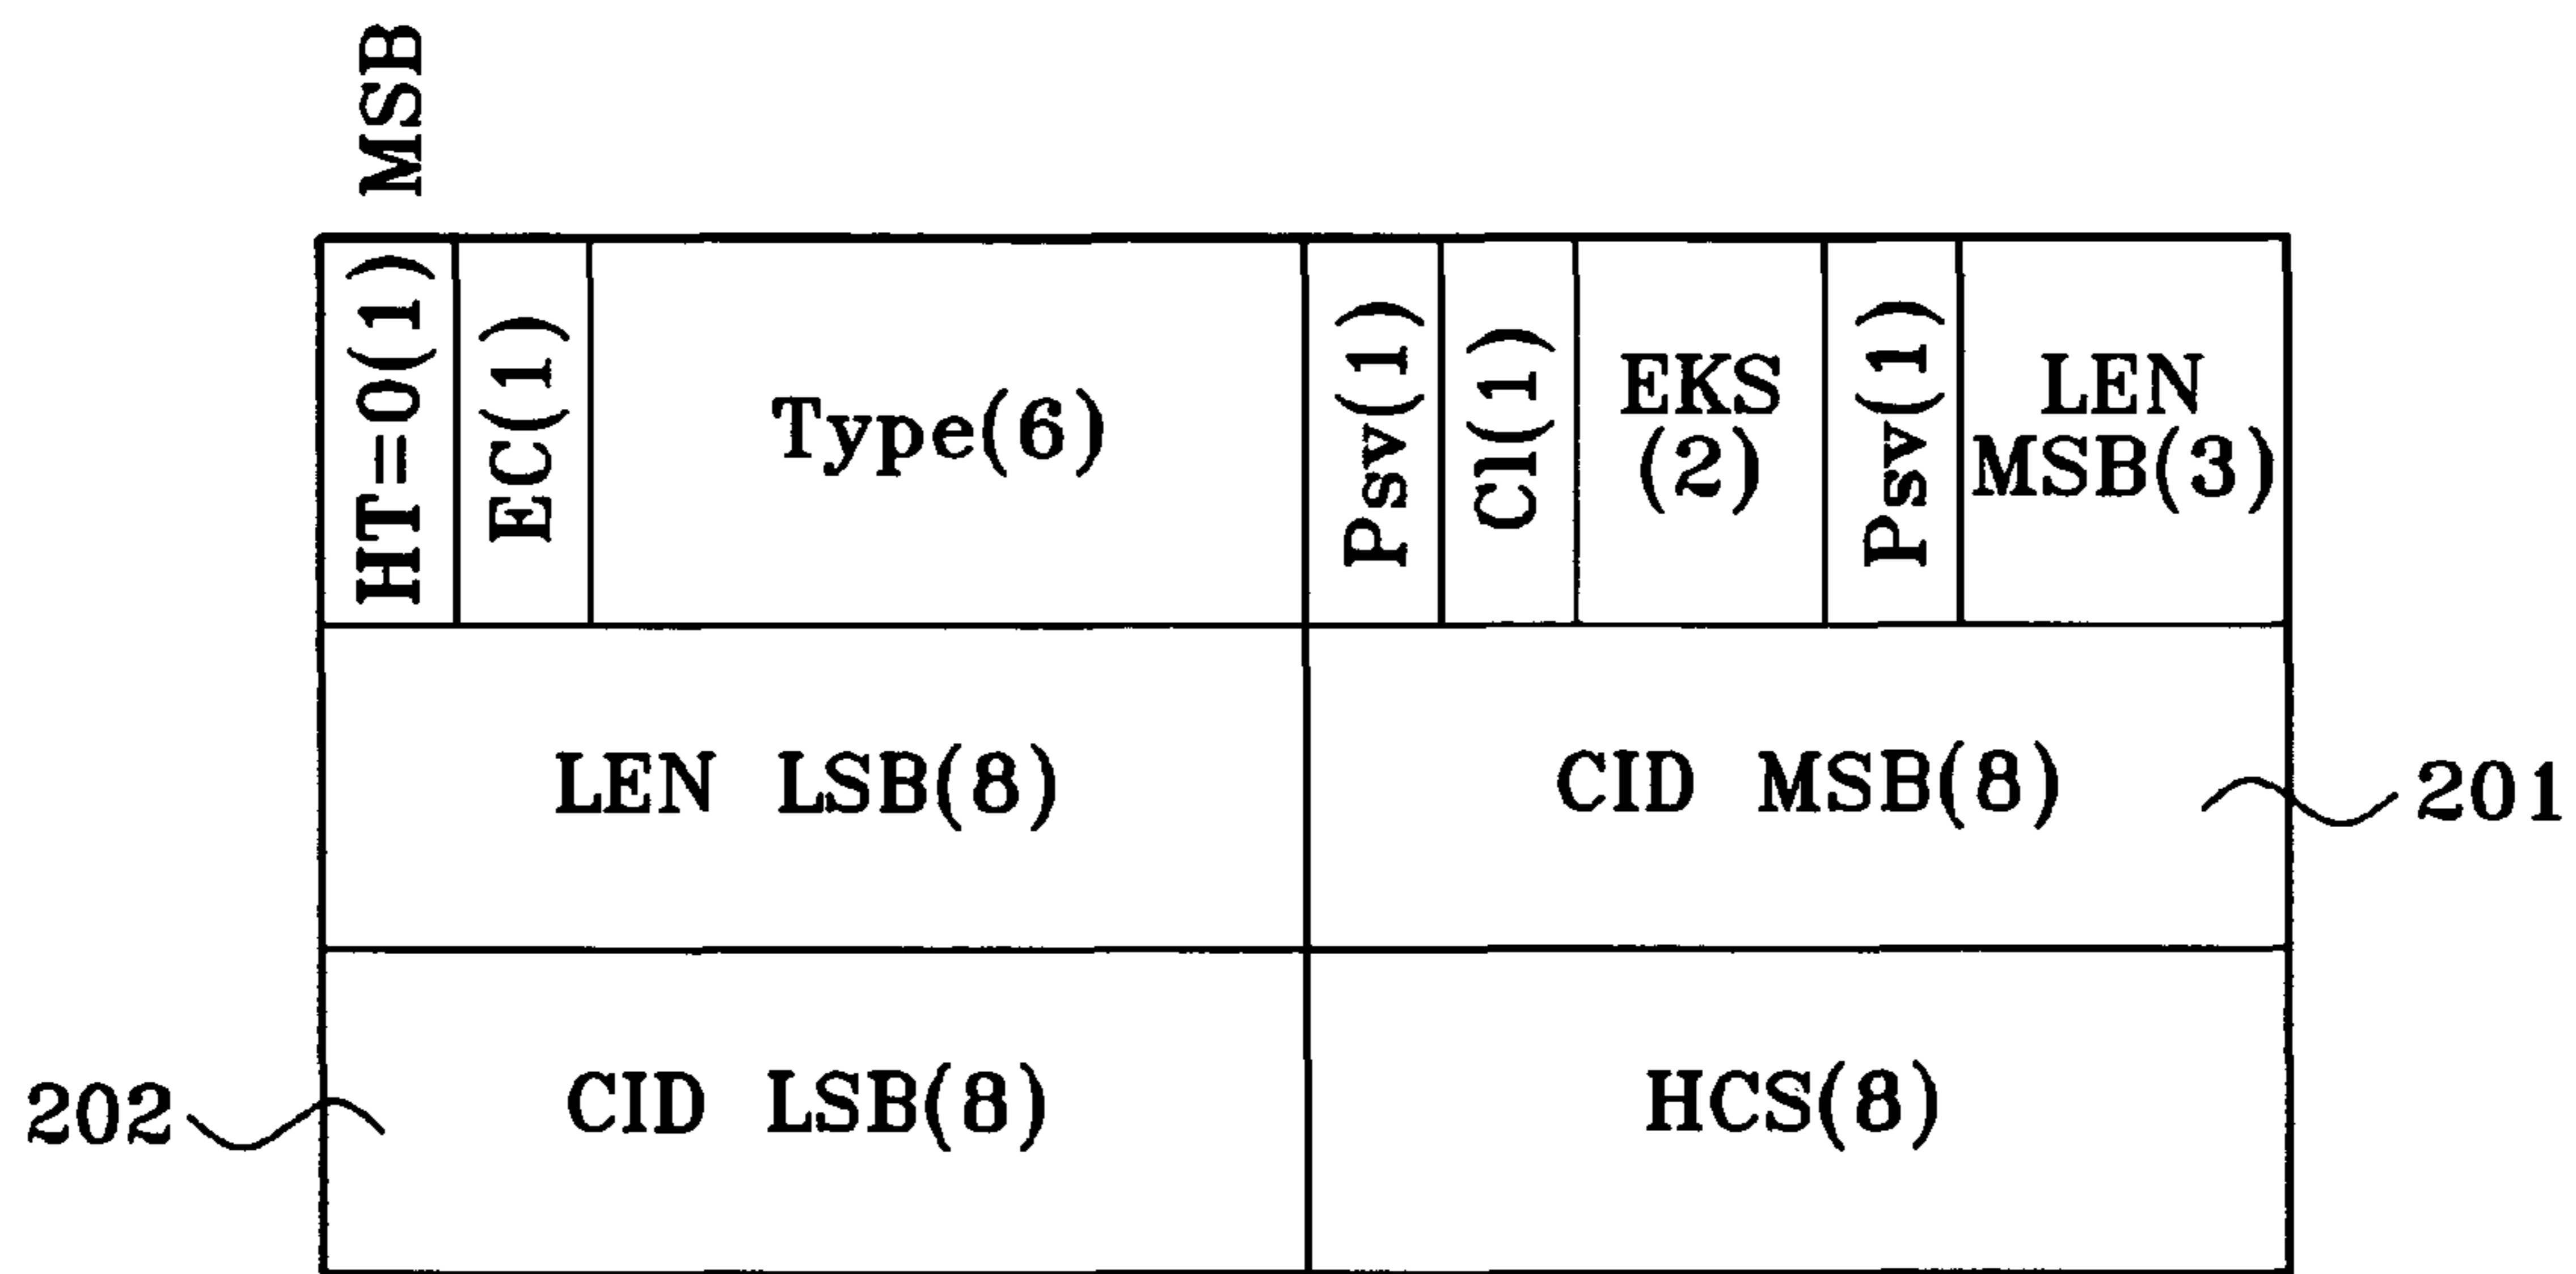 MSB
HT=0(1)
EC(1)
Type(6)
Psv(1)
Cl(1)
EKS
(2)
Psv(1)
LEN
MSB(3)
LEN LSB(8)
CID MSB(8)
201
202
CID LSB(8)
HCS(8)